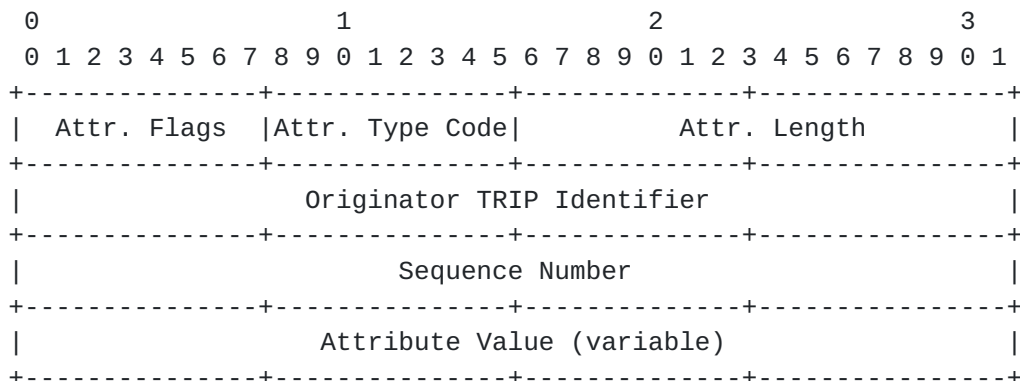 0                   1                   2                   3
0 1 2 3 4 5 6 7 8 9 0 1 2 3 4 5 6 7 8 9 0 1 2 3 4 5 6 7 8 9 0 1
+---------------+---------------+--------------+----------------+
|  Attr. Flags  |Attr. Type Code|          Attr. Length         |
+---------------+---------------+--------------+----------------+
|                  Originator TRIP Identifier                   |
+---------------+---------------+--------------+----------------+
|                        Sequence Number                        |
+---------------+---------------+--------------+----------------+
|                   Attribute Value (variable)                  |
+---------------+---------------+--------------+----------------+